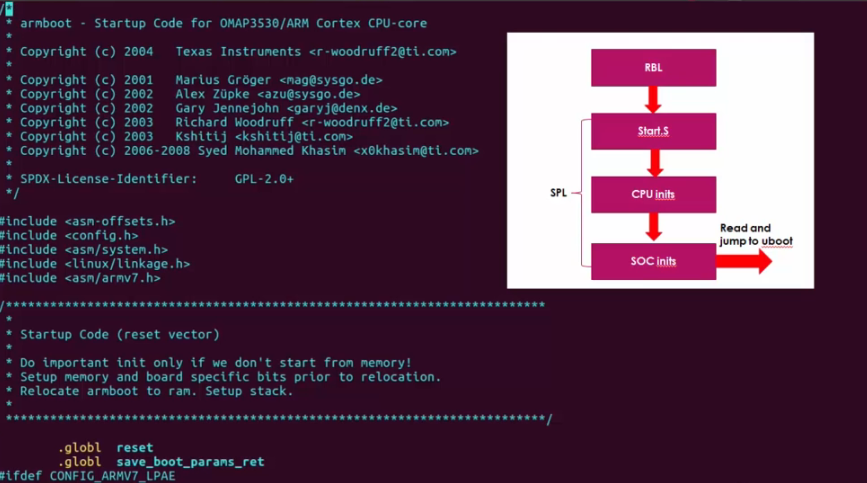 /*
 * armboot - Startup Code for OMAP3530/ARM Cortex CPU-core
 *
 * Copyright (c) 2004   Texas Instruments <r-woodruff2@ti.com>
 *
 * Copyright (c) 2001   Marius Gröger <mag@sysgo.de>
 * Copyright (c) 2002   Alex Züpke <azu@sysgo.de>
 * Copyright (c) 2002   Gary Jennejohn <garyj@denx.de>
 * Copyright (c) 2003   Richard Woodruff <r-woodruff2@ti.com>
 * Copyright (c) 2003   Kshitij <kshitij@ti.com>
 * Copyright (c) 2006-2008 Syed Mohammed Khasim <x0khasim@ti.com>
 *
 * SPDX-License-Identifier:     GPL-2.0+
 */
#include <asm-offsets.h>
#include <config.h>
#include <asm/system.h>
#include <linux/linkage.h>
#include <asm/armv7.h>
/*************************************************************************
 *
 * Startup Code (reset vector)
 *
 * Do important init only if we don't start from memory!
 * Setup memory and board specific bits prior to relocation.
 * Relocate armboot to ram. Setup stack.
 *
 *************************************************************************/
        .globl  reset
        .globl  save_boot_params_ret
#ifdef CONFIG_ARMV7_LPAE
RBL
Start.S
SPL
CPU inits
SOC inits
Read and
jump to uboot